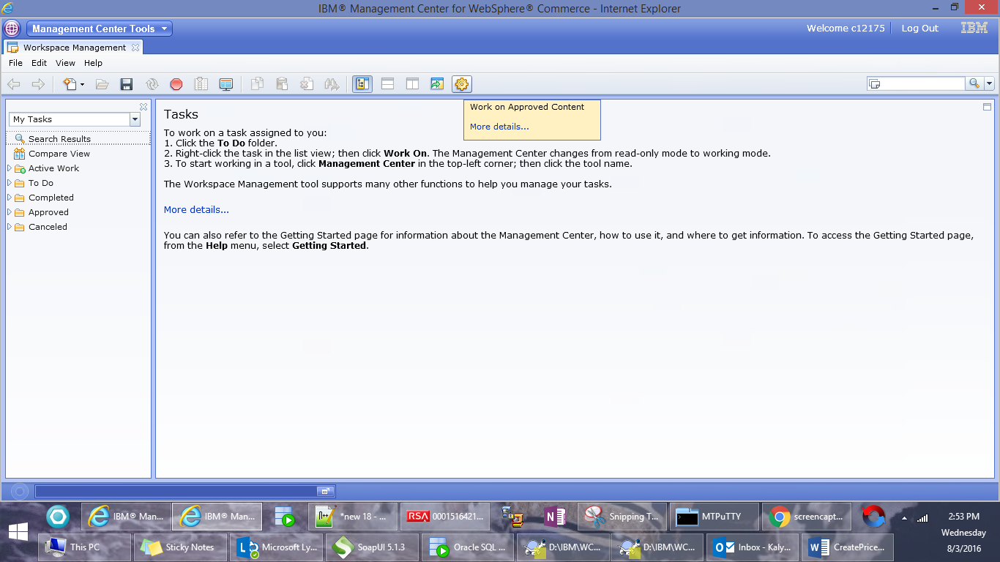 IBM® Management Center for WebSphere® Commerce - Internet Explorer
Management Center Tools
Welcome c12175
Log Out
IBM
Workspace Management
File Edit View Help
My Tasks
Search Results
Compare View
Active Work
To Do
Completed
Approved
Canceled
Work on Approved Content
More details...
Tasks
To work on a task assigned to you:
1. Click the To Do folder.
2. Right-click the task in the list view; then click Work On. The Management Center changes from read-only mode to working mode.
3. To start working in a tool, click Management Center in the top-left corner; then click the tool name.
The Workspace Management tool supports many other functions to help you manage your tasks.
More details...
You can also refer to the Getting Started page for information about the Management Center, how to use it, and where to get information. To access the Getting Started page,
from the Help menu, select Getting Started.
IBM® Man...
IBM® Man...
*new 18 - ...
RSA 0001516421...
Snipping T...
MTPuTTY
screencapt...
2:53 PM
Wednesday
8/3/2016
This PC
Sticky Notes
Microsoft Ly...
SoapUI 5.1.3
Oracle SQL ...
D:\IBM\WC...
D:\IBM\WC...
Inbox - Kaly...
CreatePrice...